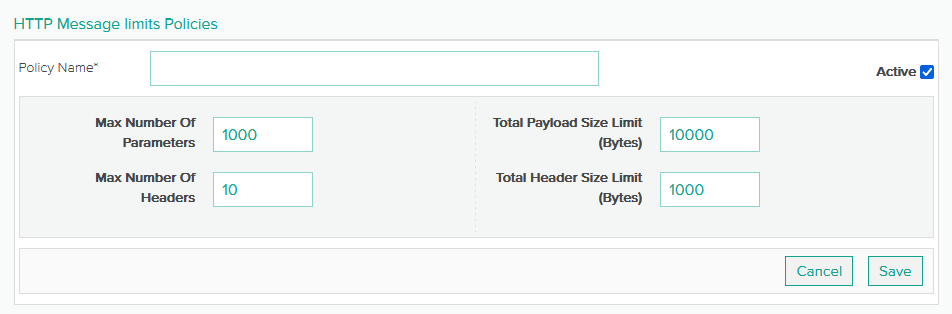 HTTP Message limits Policies
Policy Name*
Active
Max Number Of
Parameters
1000
Total Payload Size Limit
(Bytes)
10000
Max Number Of
Headers
10
Total Header Size Limit
(Bytes)
1000
Cancel
Save